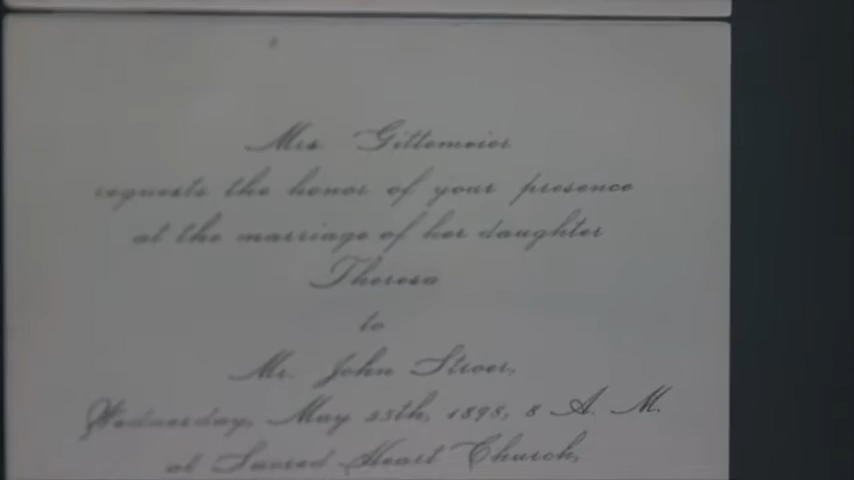 Mrs Gittemeier
requests the honor of your presence
at the marriage of her daughter
Theresa
to
Mr. John Stroer,
Wednesday, May 25th, 1898, 8 A. M.
at Sacred Heart Church,